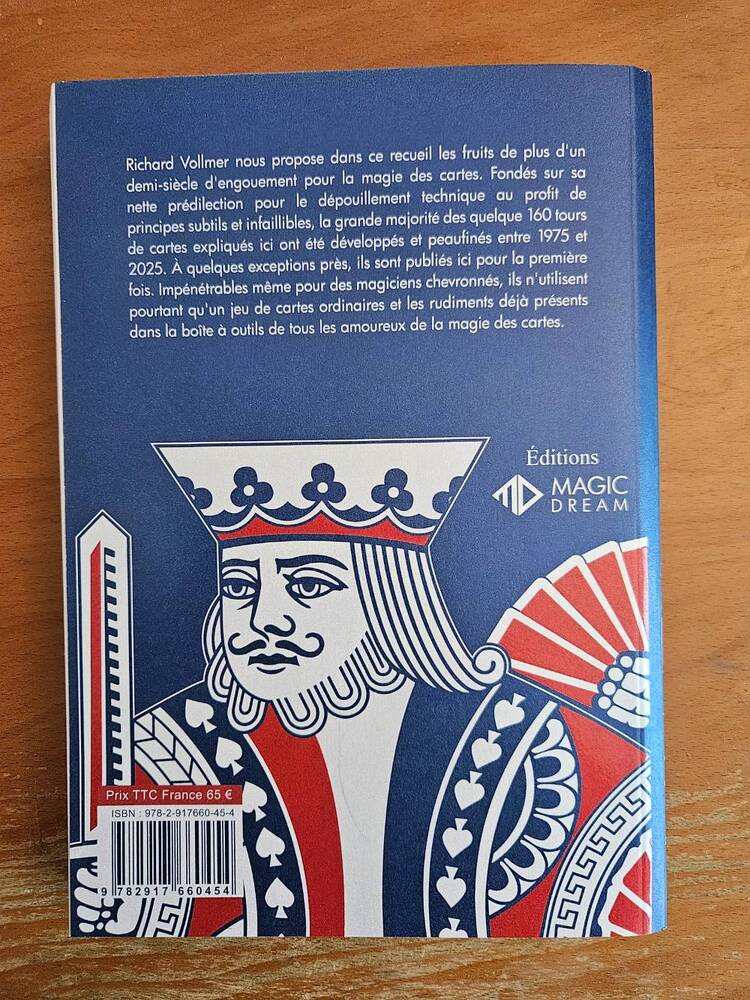 Richard Vollmer nous propose dans ce recueil les fruits de plus d'un
demi-siècle d'engouement pour la magie des cartes. Fondés sur sa
nette prédilection pour le dépouillement technique au profit de
principes subtils et infaillibles, la grande majorité des quelque 160 tours
de cartes expliqués ici ont été développés et peaufinés entre 1975 et
2025. À quelques exceptions près, ils sont publiés ici pour la première
fois. Impénétrables même pour des magiciens chevronnés, ils n'utilisent
pourtant qu'un jeu de cartes ordinaires et les rudiments déjà présents
dans la boîte à outils de tous les amoureux de la magie des cartes.
Éditions
MAGIC
DREAM
Prix TTC France 65 €
ISBN : 978-2-917660-45-4
9 782917 660454